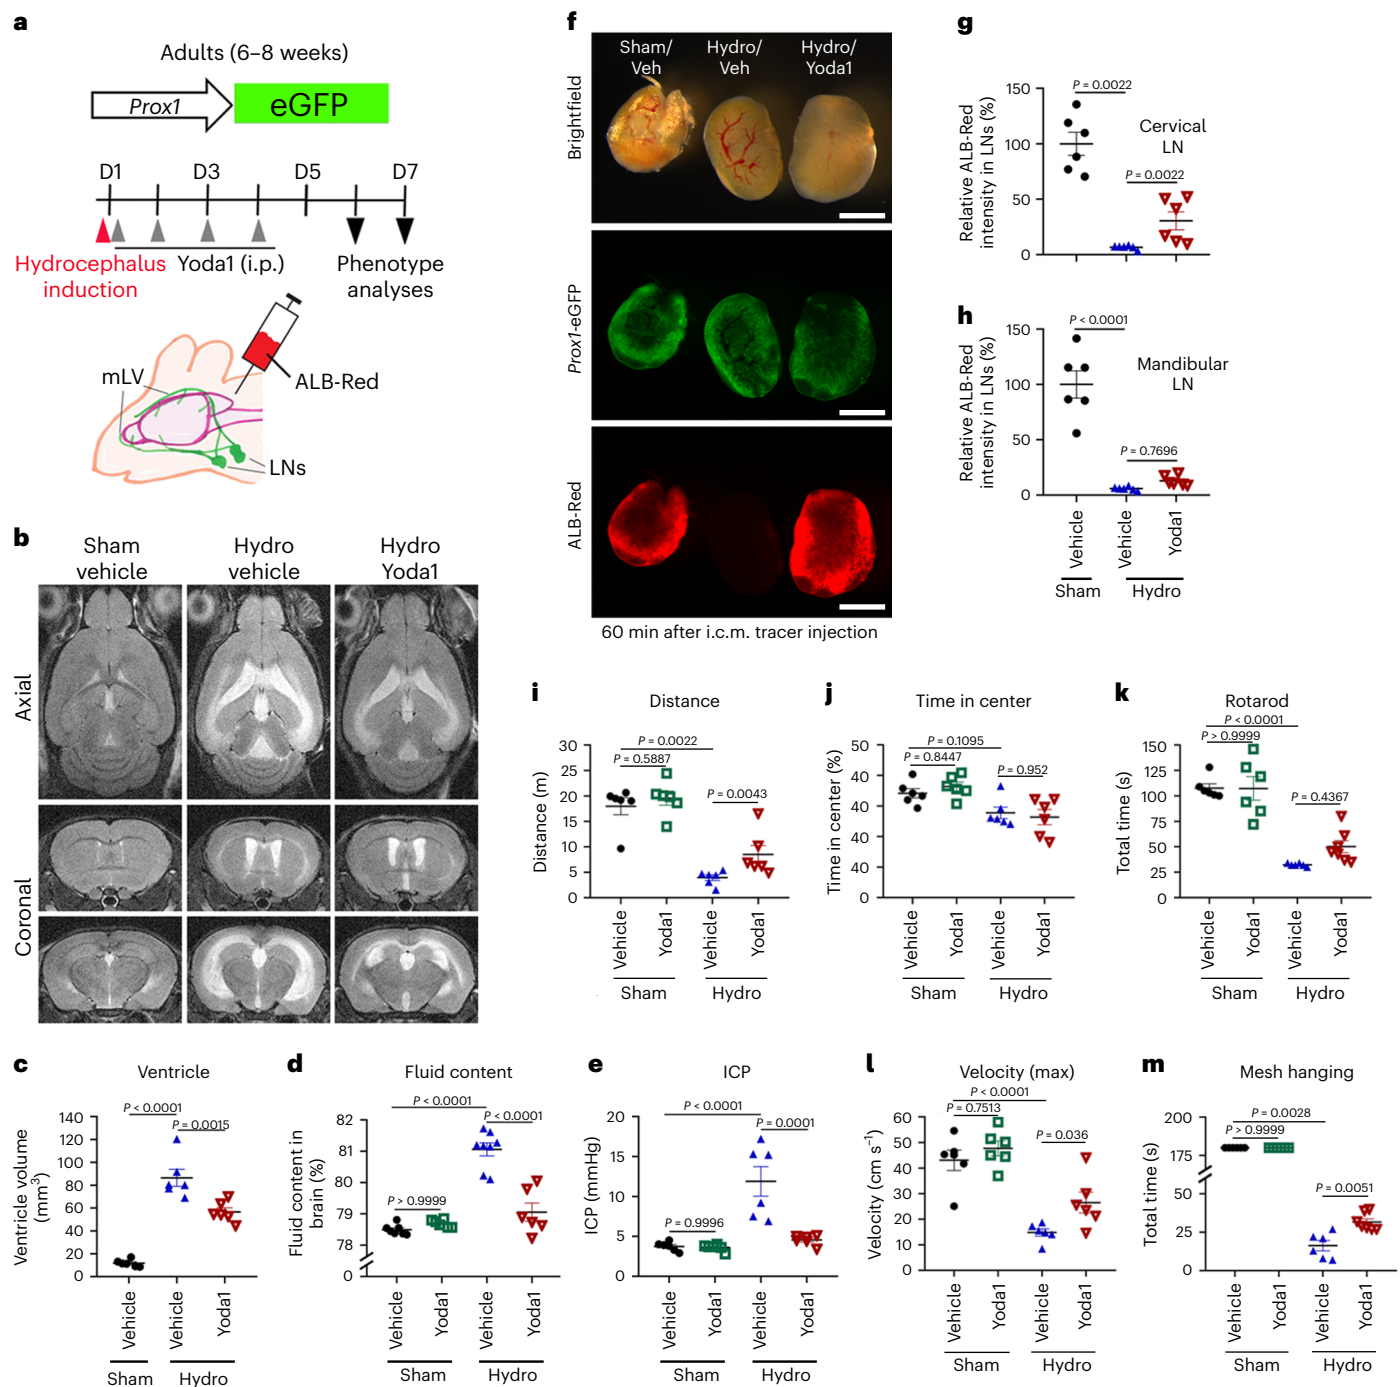 a
Adults (6–8 weeks)
Prox1
eGFP
D1
D3
D5
D7
Hydrocephalus
induction
Yoda1 (i.p.)
Phenotype
analyses
mLV
ALB-Red
LNs
b
Sham
vehicle
Hydro
vehicle
Hydro
Yoda1
Axial
Coronal
c
Ventricle
P < 0.0001
P = 0.0015
Ventricle volume
(mm³)
140
120
100
80
60
40
20
0
Vehicle
Vehicle
Yoda1
Sham
Hydro
d
Fluid content
P < 0.0001
P < 0.0001
P > 0.9999
Fluid content in
brain (%)
82
81
80
79
78
0
Vehicle
Yoda1
Vehicle
Yoda1
Sham
Hydro
e
ICP
P < 0.0001
P = 0.0001
P = 0.9996
ICP (mmHg)
20
15
10
5
0
Vehicle
Yoda1
Vehicle
Yoda1
Sham
Hydro
f
Sham/
Veh
Hydro/
Veh
Hydro/
Yoda1
Brightfield
Prox1-eGFP
ALB-Red
60 min after i.c.m. tracer injection
g
P = 0.0022
Cervical
LN
P = 0.0022
Relative ALB-Red
intensity in LNs (%)
150
100
50
0
h
P < 0.0001
Mandibular
LN
P = 0.7696
Relative ALB-Red
intensity in LNs (%)
150
100
50
0
Vehicle
Vehicle
Yoda1
Sham
Hydro
i
Distance
P = 0.0022
P = 0.5887
P = 0.0043
Distance (m)
30
25
20
15
10
5
0
Vehicle
Yoda1
Vehicle
Yoda1
Sham
Hydro
j
Time in center
P = 0.1095
P = 0.8447
P = 0.952
Time in center (%)
50
40
40
40
40
0
Vehicle
Yoda1
Vehicle
Yoda1
Sham
Hydro
k
Rotarod
P < 0.0001
P > 0.9999
P = 0.4367
Total time (s)
150
125
100
75
50
25
0
Vehicle
Yoda1
Vehicle
Yoda1
Sham
Hydro
l
Velocity (max)
P < 0.0001
P = 0.7513
P = 0.036
Velocity (cm s⁻¹)
60
50
40
30
20
10
0
Vehicle
Yoda1
Vehicle
Yoda1
Sham
Hydro
m
Mesh hanging
P = 0.0028
P > 0.9999
P = 0.0051
Total time (s)
200
175
50
25
0
Vehicle
Yoda1
Vehicle
Yoda1
Sham
Hydro